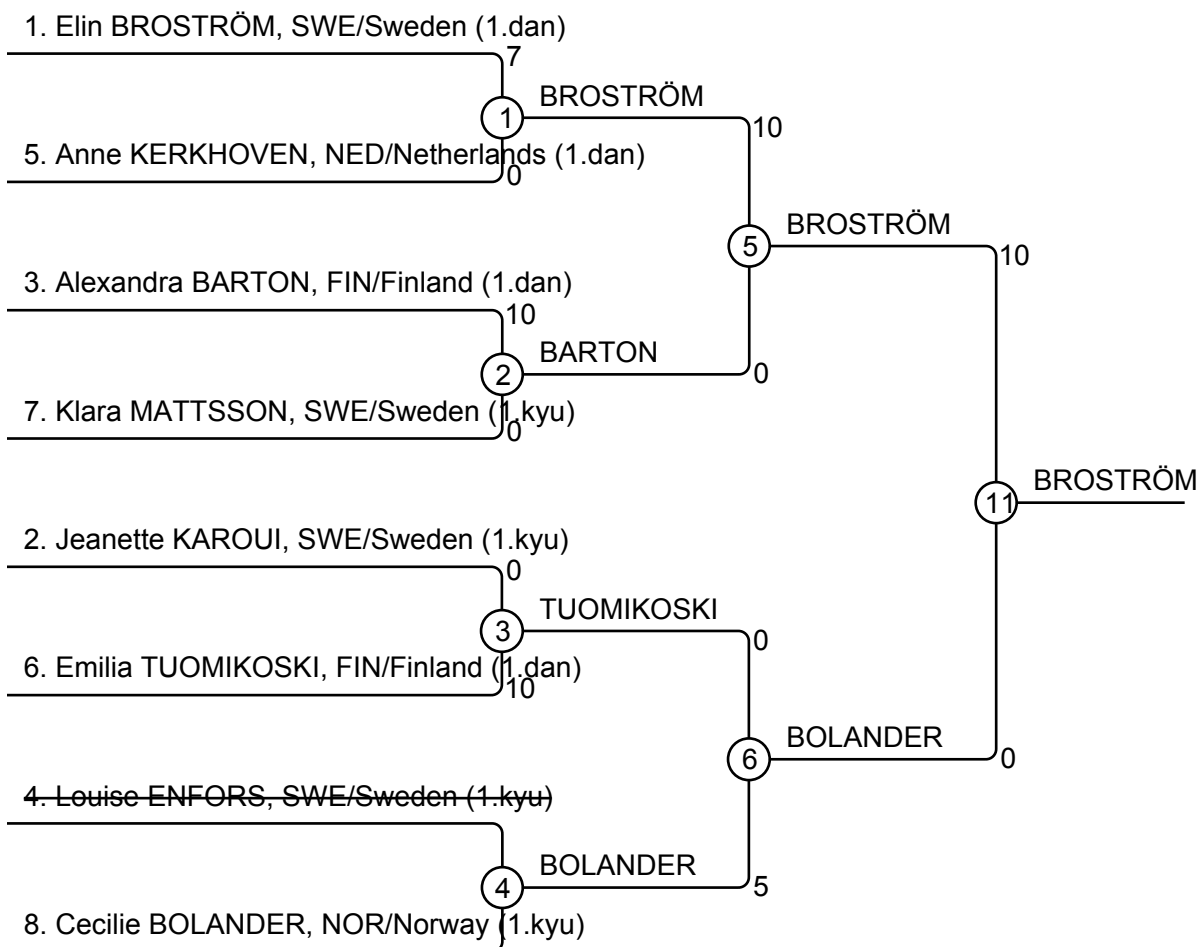 1. Elin BROSTRÖM, SWE/Sweden (1.dan)
7
1
BROSTRÖM
10
5. Anne KERKHOVEN, NED/Netherlands (1.dan)
0
5
BROSTRÖM
10
3. Alexandra BARTON, FIN/Finland (1.dan)
10
2
BARTON
0
7. Klara MATTSSON, SWE/Sweden (1.kyu)
0
11
BROSTRÖM
2. Jeanette KAROUI, SWE/Sweden (1.kyu)
0
3
TUOMIKOSKI
0
6. Emilia TUOMIKOSKI, FIN/Finland (1.dan)
10
6
BOLANDER
0
4. Louise ENFORS, SWE/Sweden (1.kyu)
4
BOLANDER
5
8. Cecilie BOLANDER, NOR/Norway (1.kyu)